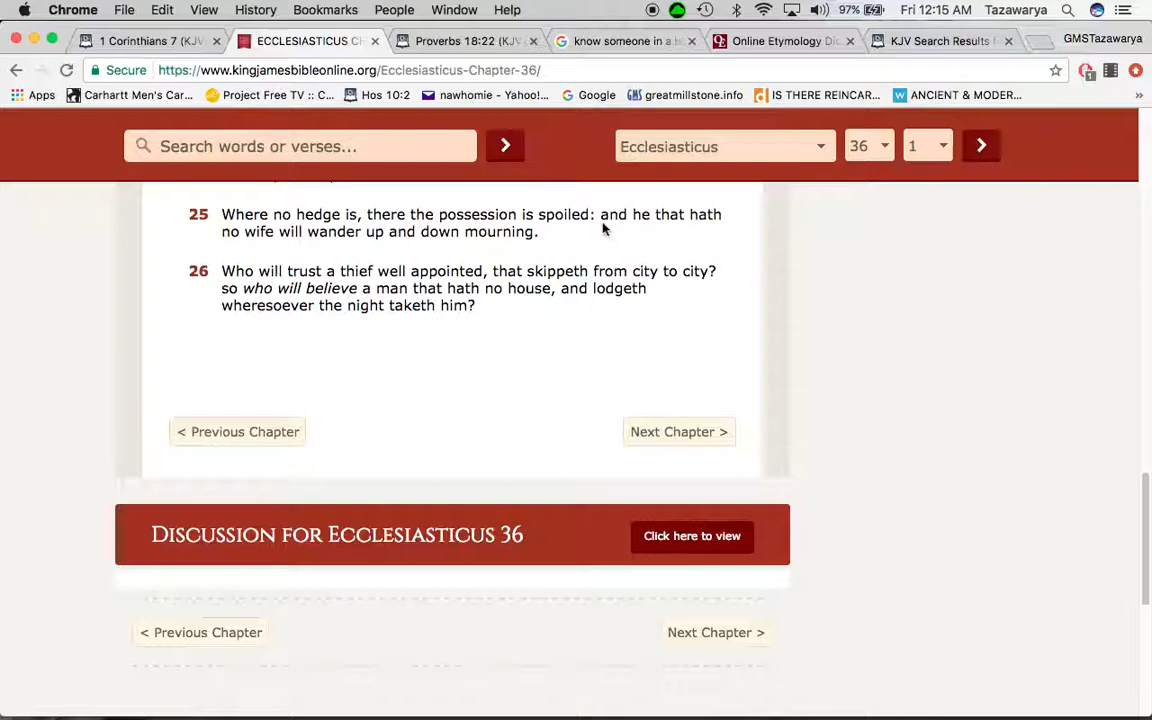 Chrome File Edit View History Bookmarks People Window Help 97% Fri 12:15 AM Tazawarya
1 Corinthians 7 (KJV ECCLESIASTICUS CH Proverbs 18:22 (KJV know someone in a b Online Etymology Dic KJV Search Results f GMSTazawarya
Secure https://www.kingjamesbibleonline.org/Ecclesiasticus-Chapter-36/
Apps Carhartt Men's Car... Project Free TV :: C... Hos 10:2 nawhomie - Yahoo!... Google greatmillstone.info IS THERE REINCAR... ANCIENT & MODER... »
Search words or verses... Ecclesiasticus 36 1
25 Where no hedge is, there the possession is spoiled: and he that hath
no wife will wander up and down mourning.
26 Who will trust a thief well appointed, that skippeth from city to city?
so who will believe a man that hath no house, and lodgeth
wheresoever the night taketh him?
< Previous Chapter Next Chapter >
Discussion for Ecclesiasticus 36 Click here to view
< Previous Chapter Next Chapter >